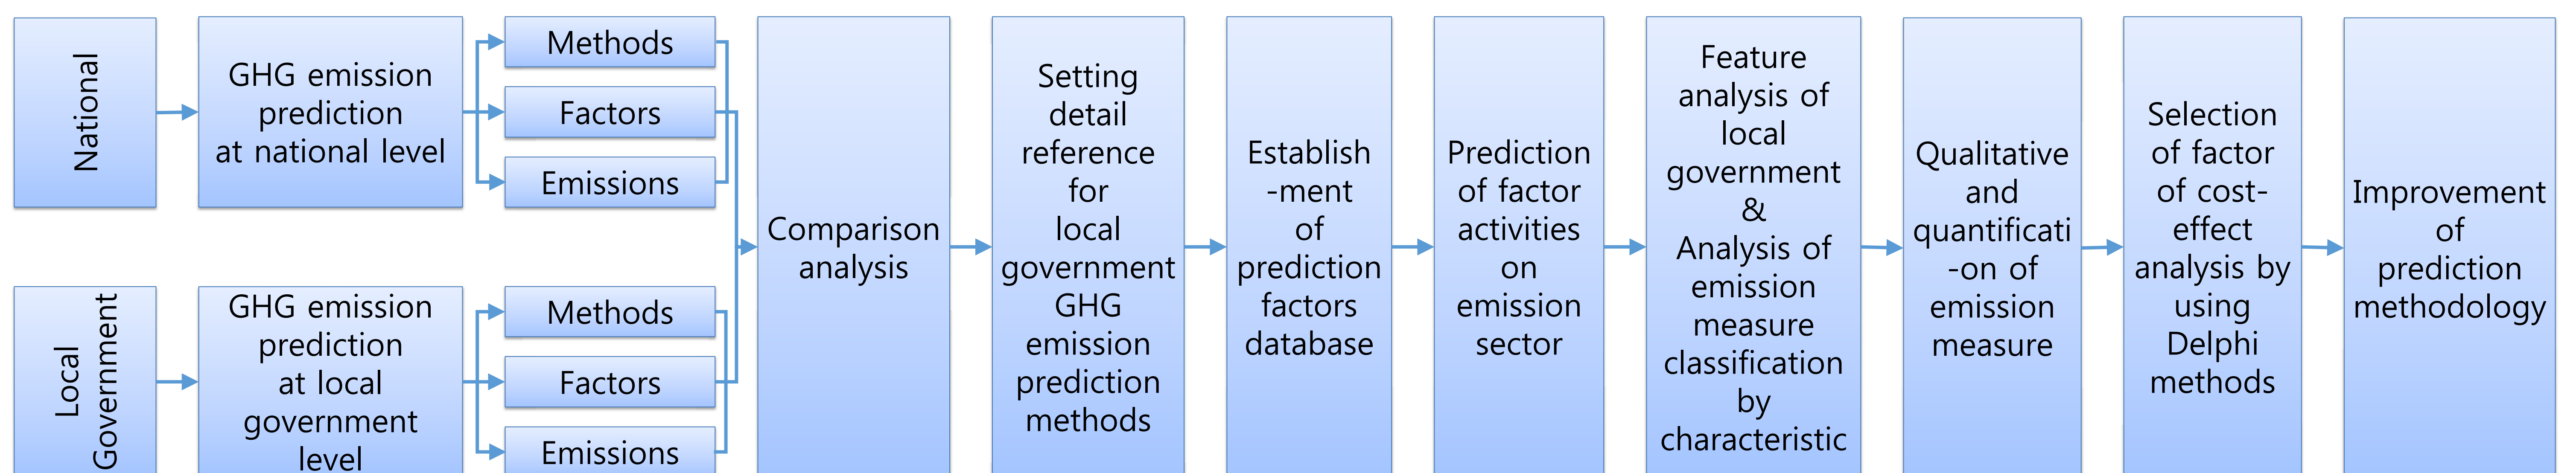 National
GHG emission
prediction
at national level
Methods
Factors
Emissions
Local
Government
GHG emission
prediction
at local
government
level
Methods
Factors
Emissions
Comparison
analysis
Setting
detail
reference
for
local
government
GHG
emission
prediction
methods
Establish
-ment
of
prediction
factors
database
Prediction
of factor
activities
on
emission
sector
Feature
analysis of
local
government
&
Analysis of
emission
measure
classification
by
characteristic
Qualitative
and
quantificati
-on of
emission
measure
Selection
of factor
of cost-
effect
analysis by
using
Delphi
methods
Improvement
of
prediction
methodology